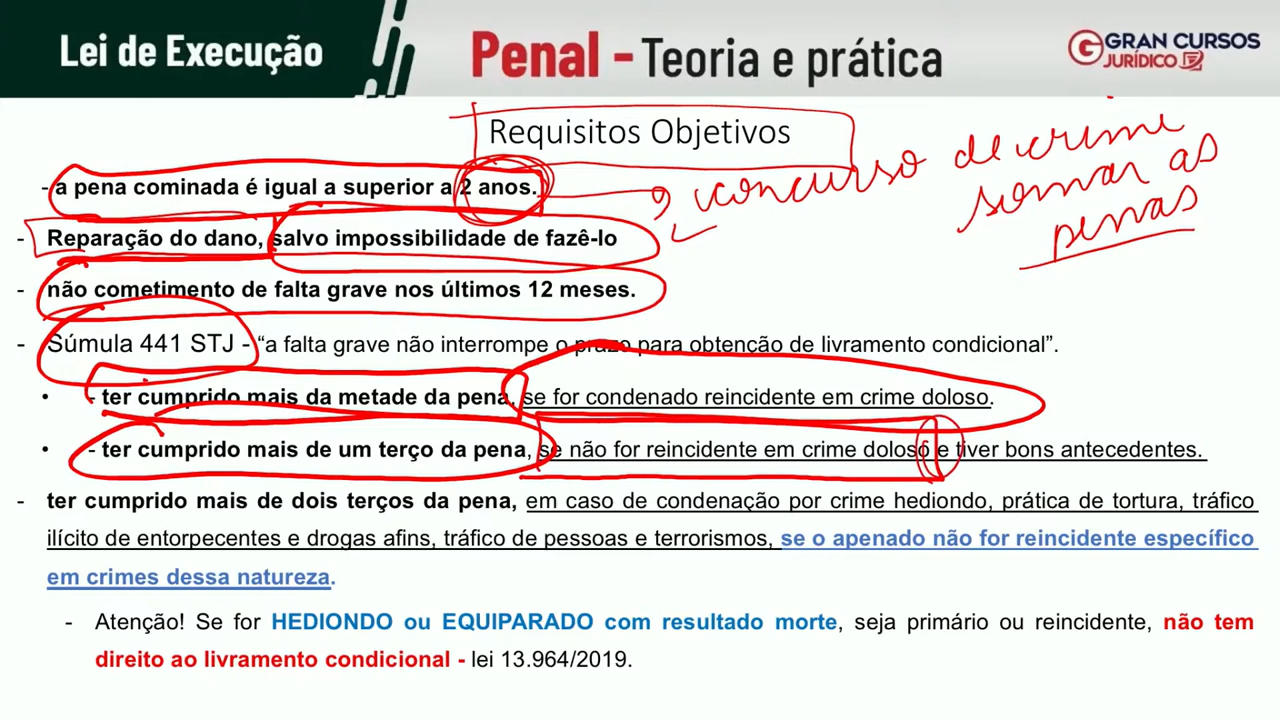 Lei de Execução Penal - Teoria e prática
GRAN CURSOS
JURÍDICO
Requisitos Objetivos
concurso de crime
somar as
penas
- a pena cominada é igual a superior a 2 anos.
- Reparação do dano, salvo impossibilidade de fazê-lo
- não cometimento de falta grave nos últimos 12 meses.
- Súmula 441 STJ - “a falta grave não interrompe o prazo para obtenção de livramento condicional”.
• - ter cumprido mais da metade da pena, se for condenado reincidente em crime doloso.
• - ter cumprido mais de um terço da pena, se não for reincidente em crime doloso e tiver bons antecedentes.
- ter cumprido mais de dois terços da pena, em caso de condenação por crime hediondo, prática de tortura, tráfico
ilícito de entorpecentes e drogas afins, tráfico de pessoas e terrorismos, se o apenado não for reincidente específico
em crimes dessa natureza.
- Atenção! Se for HEDIONDO ou EQUIPARADO com resultado morte, seja primário ou reincidente, não tem
direito ao livramento condicional - lei 13.964/2019.